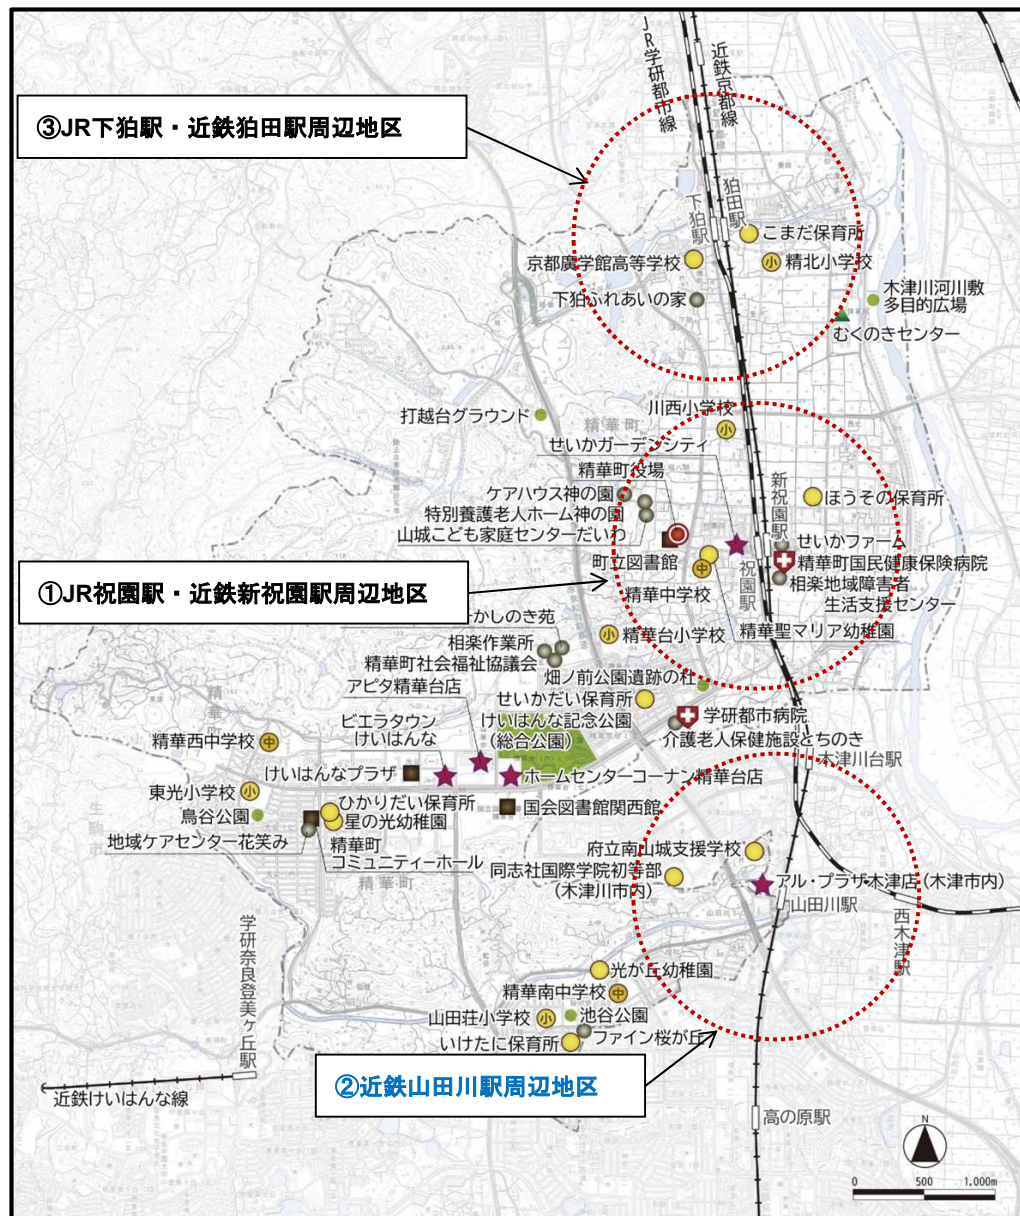 JR学研都市線
近鉄京都線
③JR下狛駅・近鉄狛田駅周辺地区
狛田駅
下狛駅
こまだ保育所
京都廣学館高等学校
小
精北小学校
下狛ふれあいの家
木津川河川敷
多目的広場
むくのきセンター
川西小学校
小
打越台グラウンド
精華町
せいかガーデンシティ
精華町役場
新祝園駅
ケアハウス神の園
ほうその保育所
特別養護老人ホーム神の園
山城こども家庭センターだいわ
せいかファーム
町立図書館
祝園駅
精華町国民健康保険病院
中
相楽地域障害者
生活支援センター
①JR祝園駅・近鉄新祝園駅周辺地区
精華中学校
かしのき苑
小
精華台小学校
精華聖マリア幼稚園
相楽作業所
精華町社会福祉協議会
畑ノ前公園遺跡の杜
アピタ精華台店
せいかだい保育所
ビエラタウン
けいはんな
けいはんな記念公園
(総合公園)
学研都市病院
介護老人保健施設とちのき
精華西中学校
中
木津川台駅
けいはんなプラザ
ホームセンターコーナン精華台店
東光小学校
小
ひかりだい保育所
国会図書館関西館
鳥谷公園
星の光幼稚園
地域ケアセンター花笑み
精華町
コミュニティーホール
府立南山城支援学校
精華町
同志社国際学院初等部
(木津川市内)
アル・プラザ木津店(木津市内)
山田川駅
西木津駅
学研奈良登美ヶ丘駅
光が丘幼稚園
精華南中学校
中
山田荘小学校
小
池谷公園
いけたに保育所
ファイン桜が丘
②近鉄山田川駅周辺地区
近鉄けいはんな線
高の原駅
N
0 500 1,000m